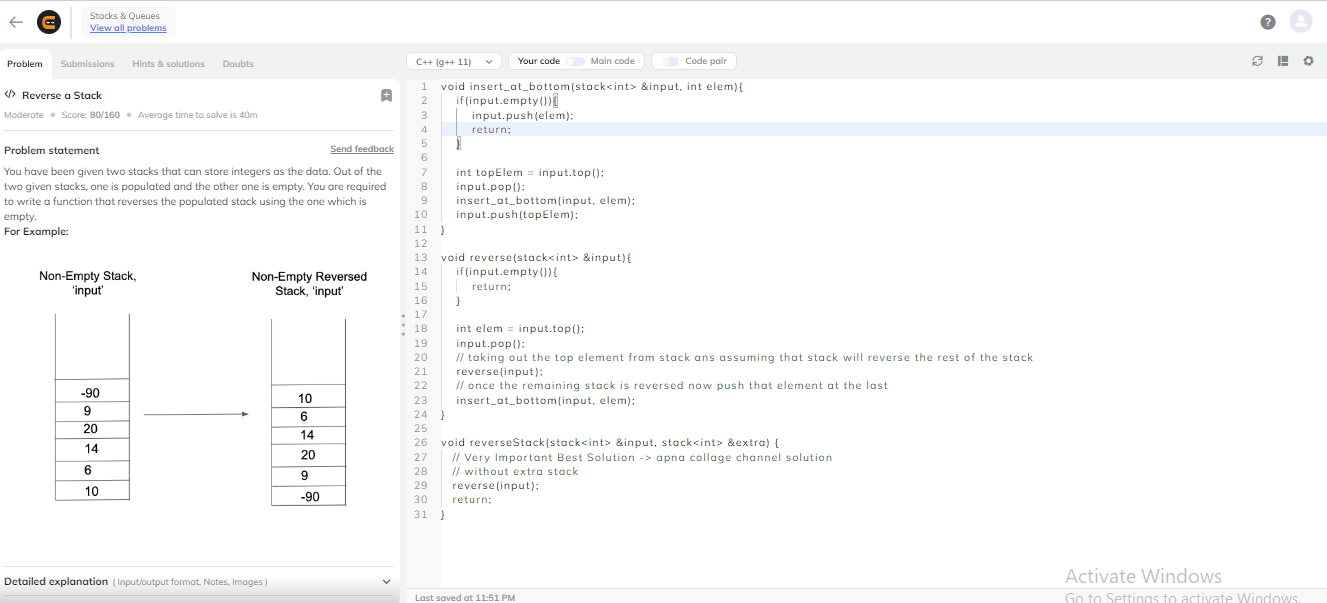 Stacks & Queues
View all problems
?
Problem
Submissions
Hints & solutions
Doubts
C++ (g++ 11)
Your code
Main code
Code pair
</> Reverse a Stack
Moderate • Score: 80/160 • Average time to solve is 40m
Problem statement
Send feedback
You have been given two stacks that can store integers as the data. Out of the
two given stacks, one is populated and the other one is empty. You are required
to write a function that reverses the populated stack using the one which is
empty.
For Example:
Non-Empty Stack,
'input'
-90
9
20
14
6
10
Non-Empty Reversed
Stack, 'input'
10
6
14
20
9
-90
Detailed explanation ( Input/output format, Notes, Images )
1 void insert_at_bottom(stack<int> &input, int elem){
2 if(input.empty()){
3 input.push(elem);
4 return;
5 }
6
7 int topElem = input.top();
8 input.pop();
9 insert_at_bottom(input, elem);
10 input.push(topElem);
11 }
12
13 void reverse(stack<int> &input){
14 if(input.empty()){
15 return;
16 }
17
18 int elem = input.top();
19 input.pop();
20 // taking out the top element from stack ans assuming that stack will reverse the rest of the stack
21 reverse(input);
22 // once the remaining stack is reversed now push that element at the last
23 insert_at_bottom(input, elem);
24 }
25
26 void reverseStack(stack<int> &input, stack<int> &extra) {
27 // Very Important Best Solution -> apna collage channel solution
28 // without extra stack
29 reverse(input);
30 return;
31 }
Last saved at 11:51 PM
Activate Windows
Go to Settings to activate Windows.